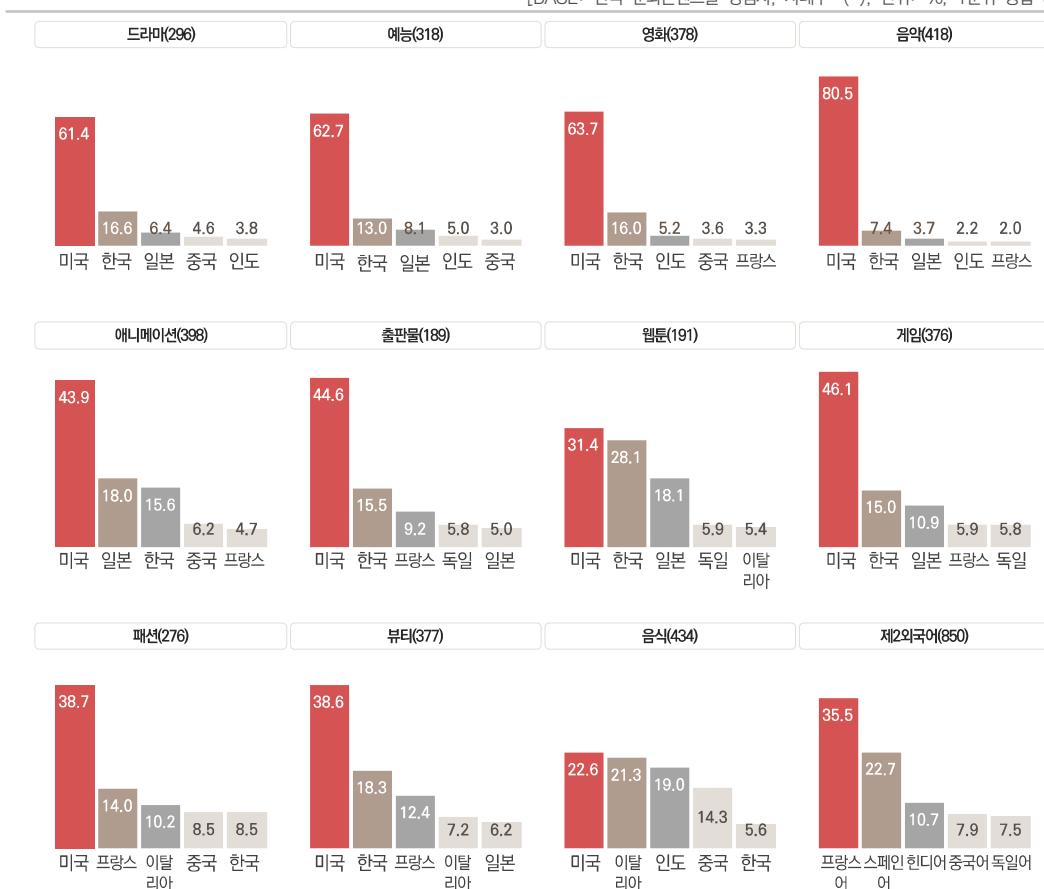 드라마(296) 예능(318) 영화(378) 음악(418)
61.4 16.6 6.4 4.6 3.8
미국 한국 일본 중국 인도
62.7 13.0 8.1 5.0 3.0
미국 한국 일본 인도 중국
63.7 16.0 5.2 3.6 3.3
미국 한국 인도 중국 프랑스
80.5 7.4 3.7 2.2 2.0
미국 한국 일본 인도 프랑스
애니메이션(398) 출판물(189) 웹툰(191) 게임(376)
43.9 18.0 15.6 6.2 4.7
미국 일본 한국 중국 프랑스
44.6 15.5 9.2 5.8 5.0
미국 한국 프랑스 독일 일본
31.4 28.1 18.1 5.9 5.4
미국 한국 일본 독일 이탈
리아
46.1 15.0 10.9 5.9 5.8
미국 한국 일본 프랑스 독일
패션(276) 뷰티(377) 음식(434) 제2외국어(850)
38.7 14.0 10.2 8.5 8.5
미국 프랑스 이탈 중국 한국
리아
38.6 18.3 12.4 7.2 6.2
미국 한국 프랑스 이탈 일본
리아
22.6 21.3 19.0 14.3 5.6
미국 이탈 인도 중국 한국
리아
35.5 22.7 10.7 7.9 7.5
프랑스 스페인 힌디어 중국어 독일어
어 어